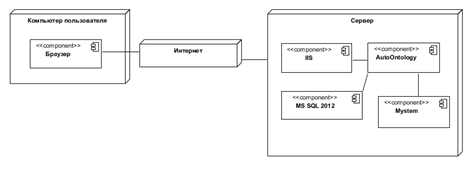 Компьютер пользователя
<<component>>
Браузер
Интернет
Сервер
<<component>>
IIS
<<component>>
AutoOntology
<<component>>
MS SQL 2012
<<component>>
Mystem